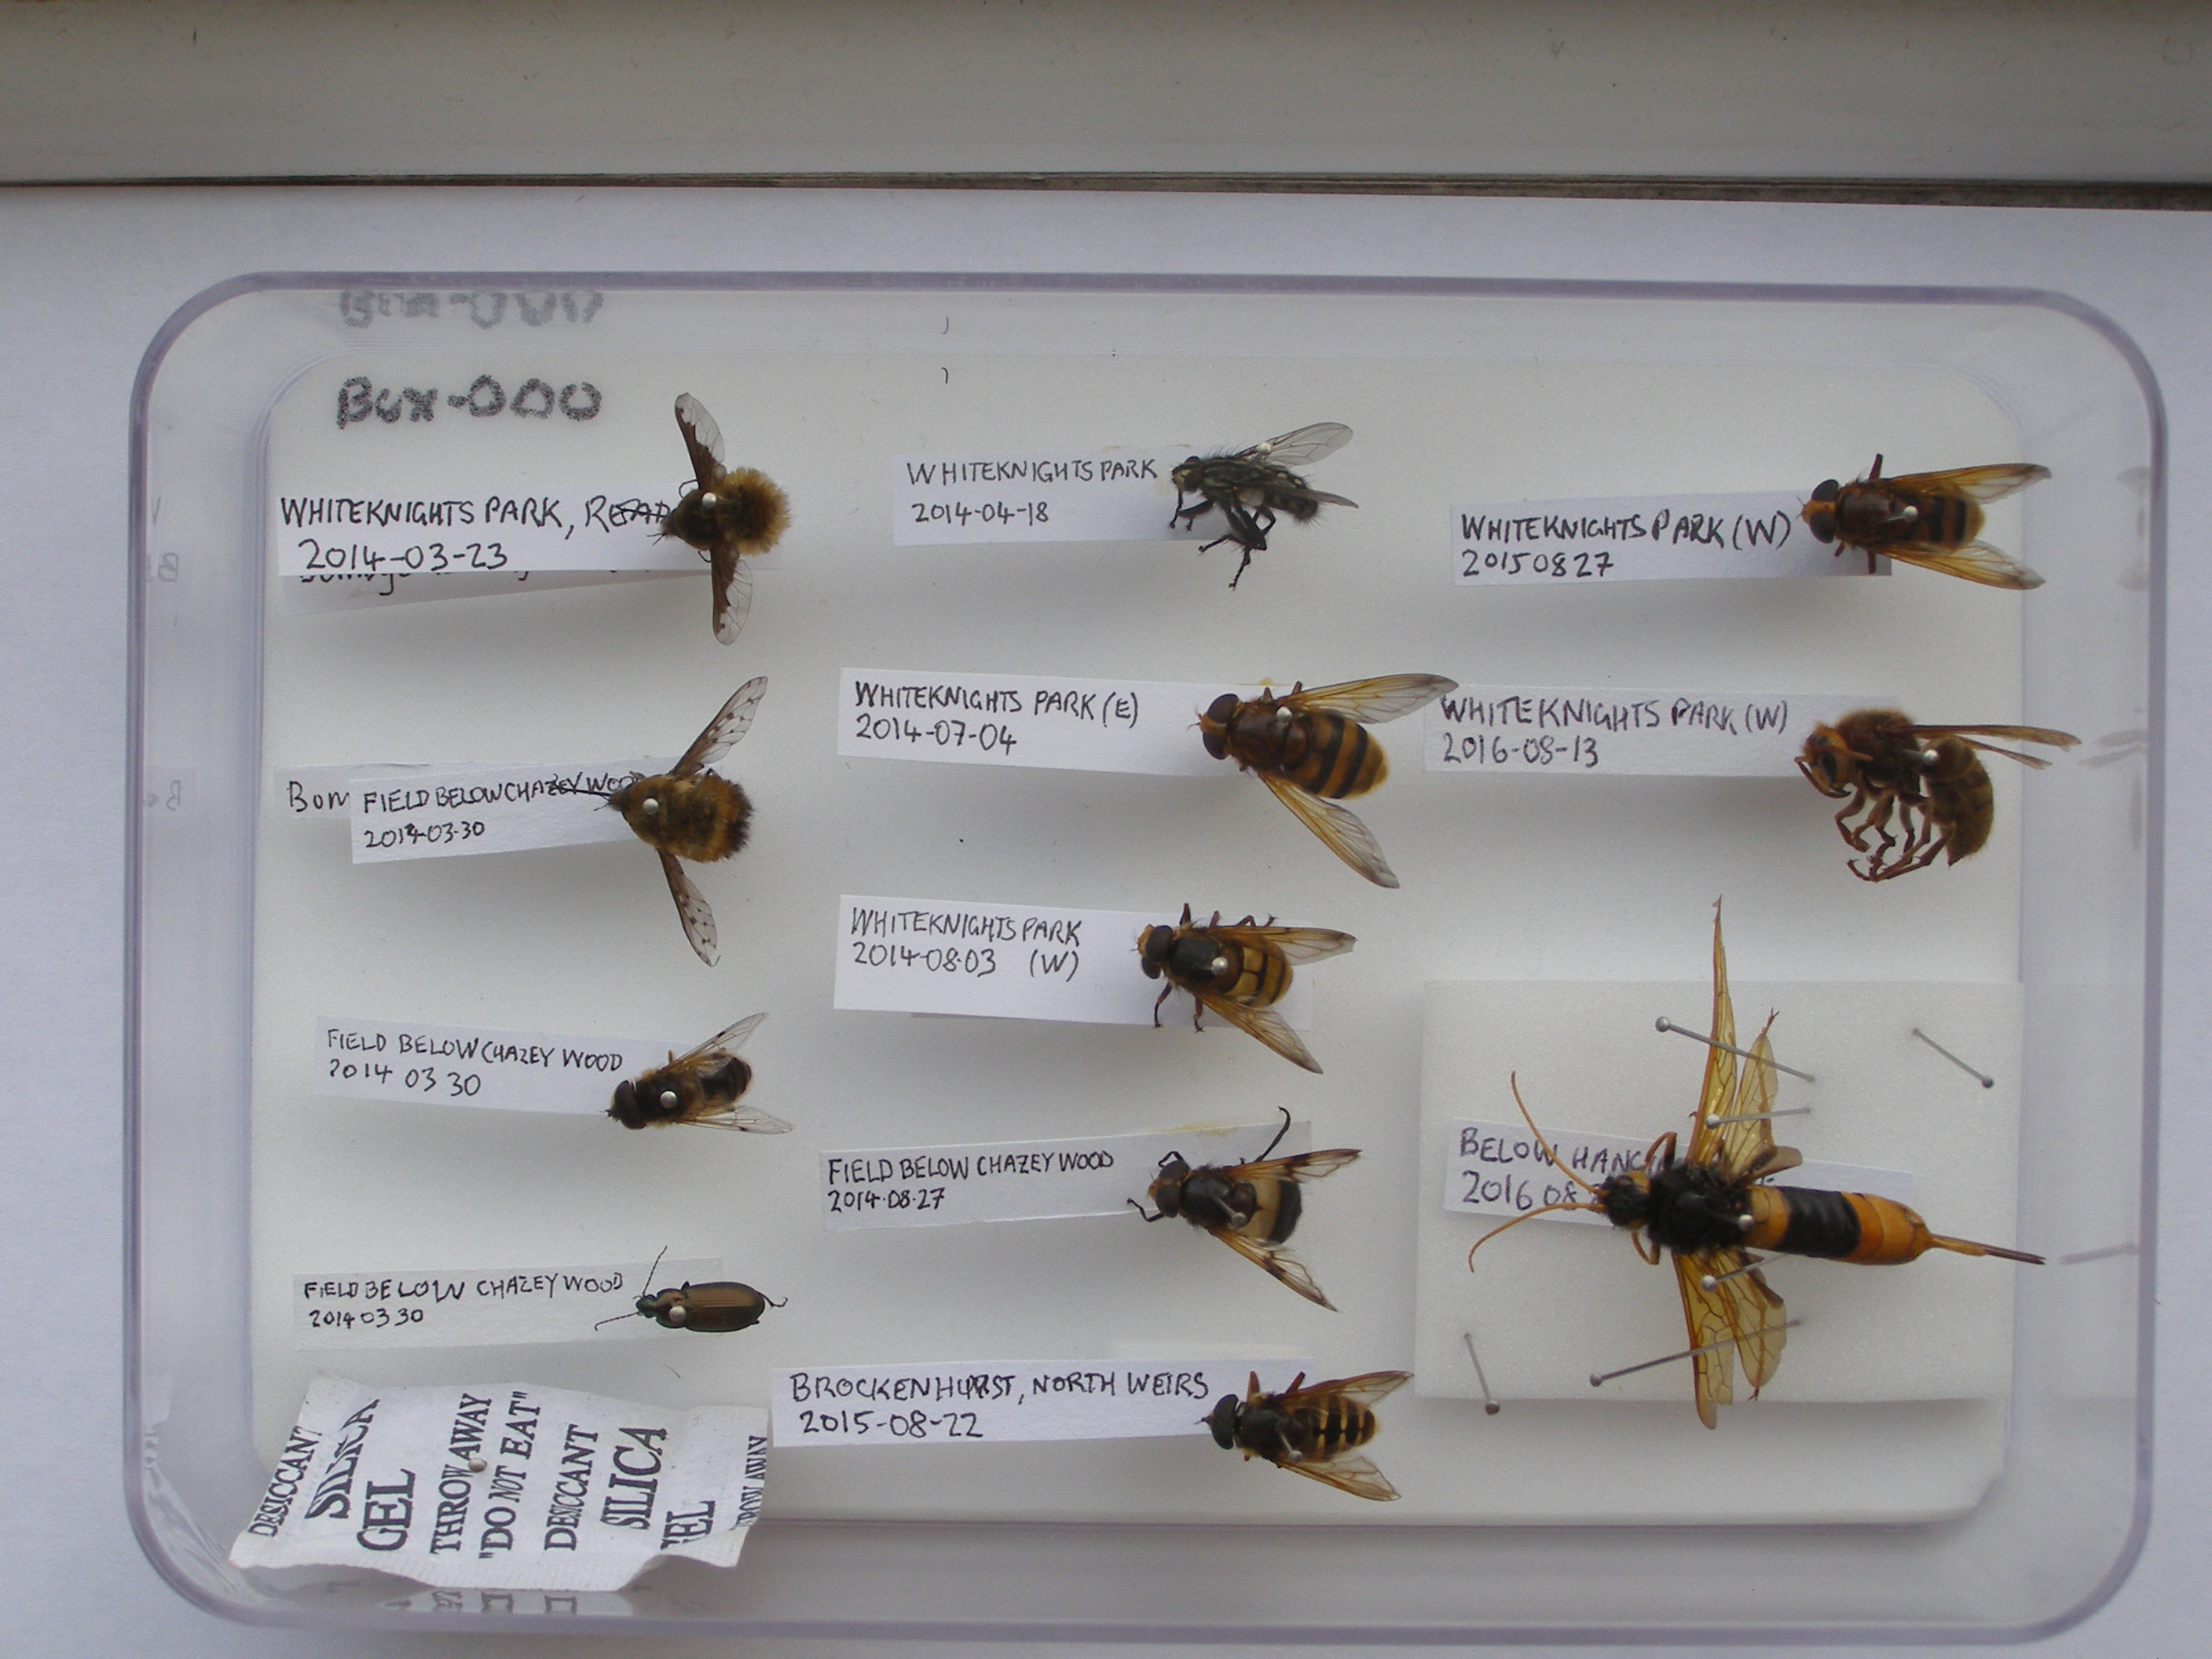 Box-000
WHITEKNIGHTS PARK,
2014-03-23
WHITEKNIGHTS PARK
2014-04-18
WHITEKNIGHTS PARK (W)
2015 08 27
Bom
FIELD BELOW CHAZEY WOOD
2014-03-30
WHITEKNIGHTS PARK (E)
2014-07-04
WHITEKNIGHTS PARK (W)
2016-08-13
WHITEKNIGHTS PARK
2014-08-03 (W)
FIELD BELOW CHAZEY WOOD
2014 03 30
FIELD BELOW CHAZEY WOOD
2014-08-27
BELOW
2016 08
FIELD BELOW CHAZEY WOOD
2014 03 30
BROCKENHURST, NORTH WEIRS
2015-08-22
DESICCANT
SILICA
GEL
THROW AWAY
"DO NOT EAT"
DESICCANT
SILICA